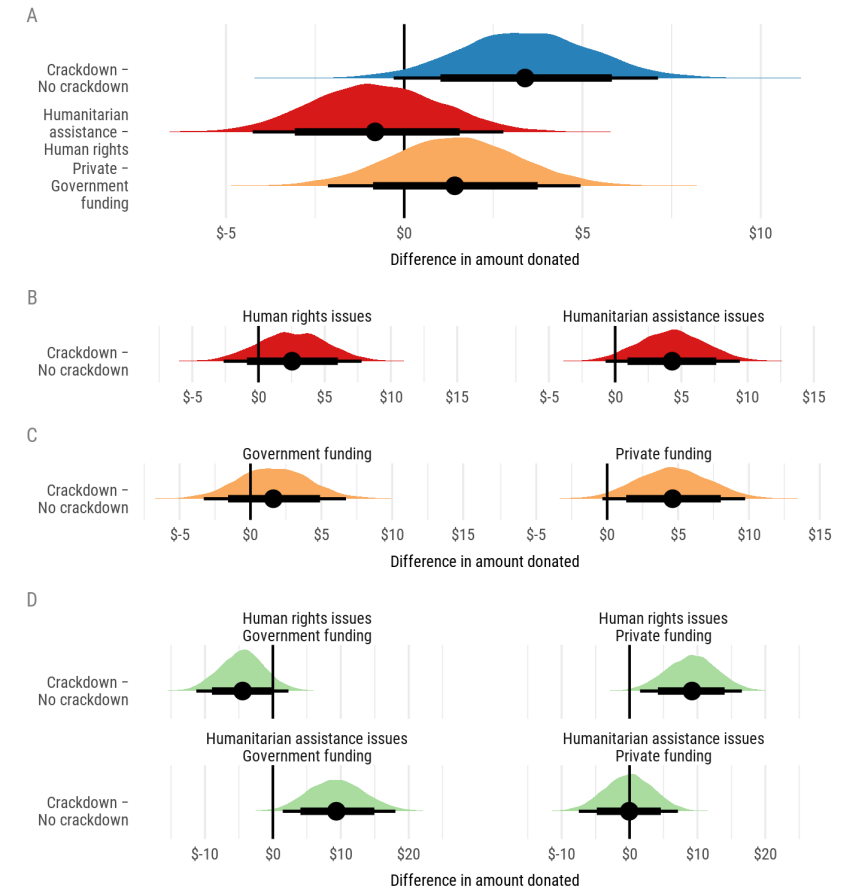 A
Crackdown –
No crackdown
Humanitarian
assistance –
Human rights
Private –
Government
funding
$-5 $0 $5 $10
Difference in amount donated
B
Human rights issues Humanitarian assistance issues
Crackdown –
No crackdown
$-5 $0 $5 $10 $15 $-5 $0 $5 $10 $15
C
Government funding Private funding
Crackdown –
No crackdown
$-5 $0 $5 $10 $15 $-5 $0 $5 $10 $15
Difference in amount donated
D
Human rights issues Human rights issues
Government funding Private funding
Crackdown –
No crackdown
Humanitarian assistance issues Humanitarian assistance issues
Government funding Private funding
Crackdown –
No crackdown
$-10 $0 $10 $20 $-10 $0 $10 $20
Difference in amount donated